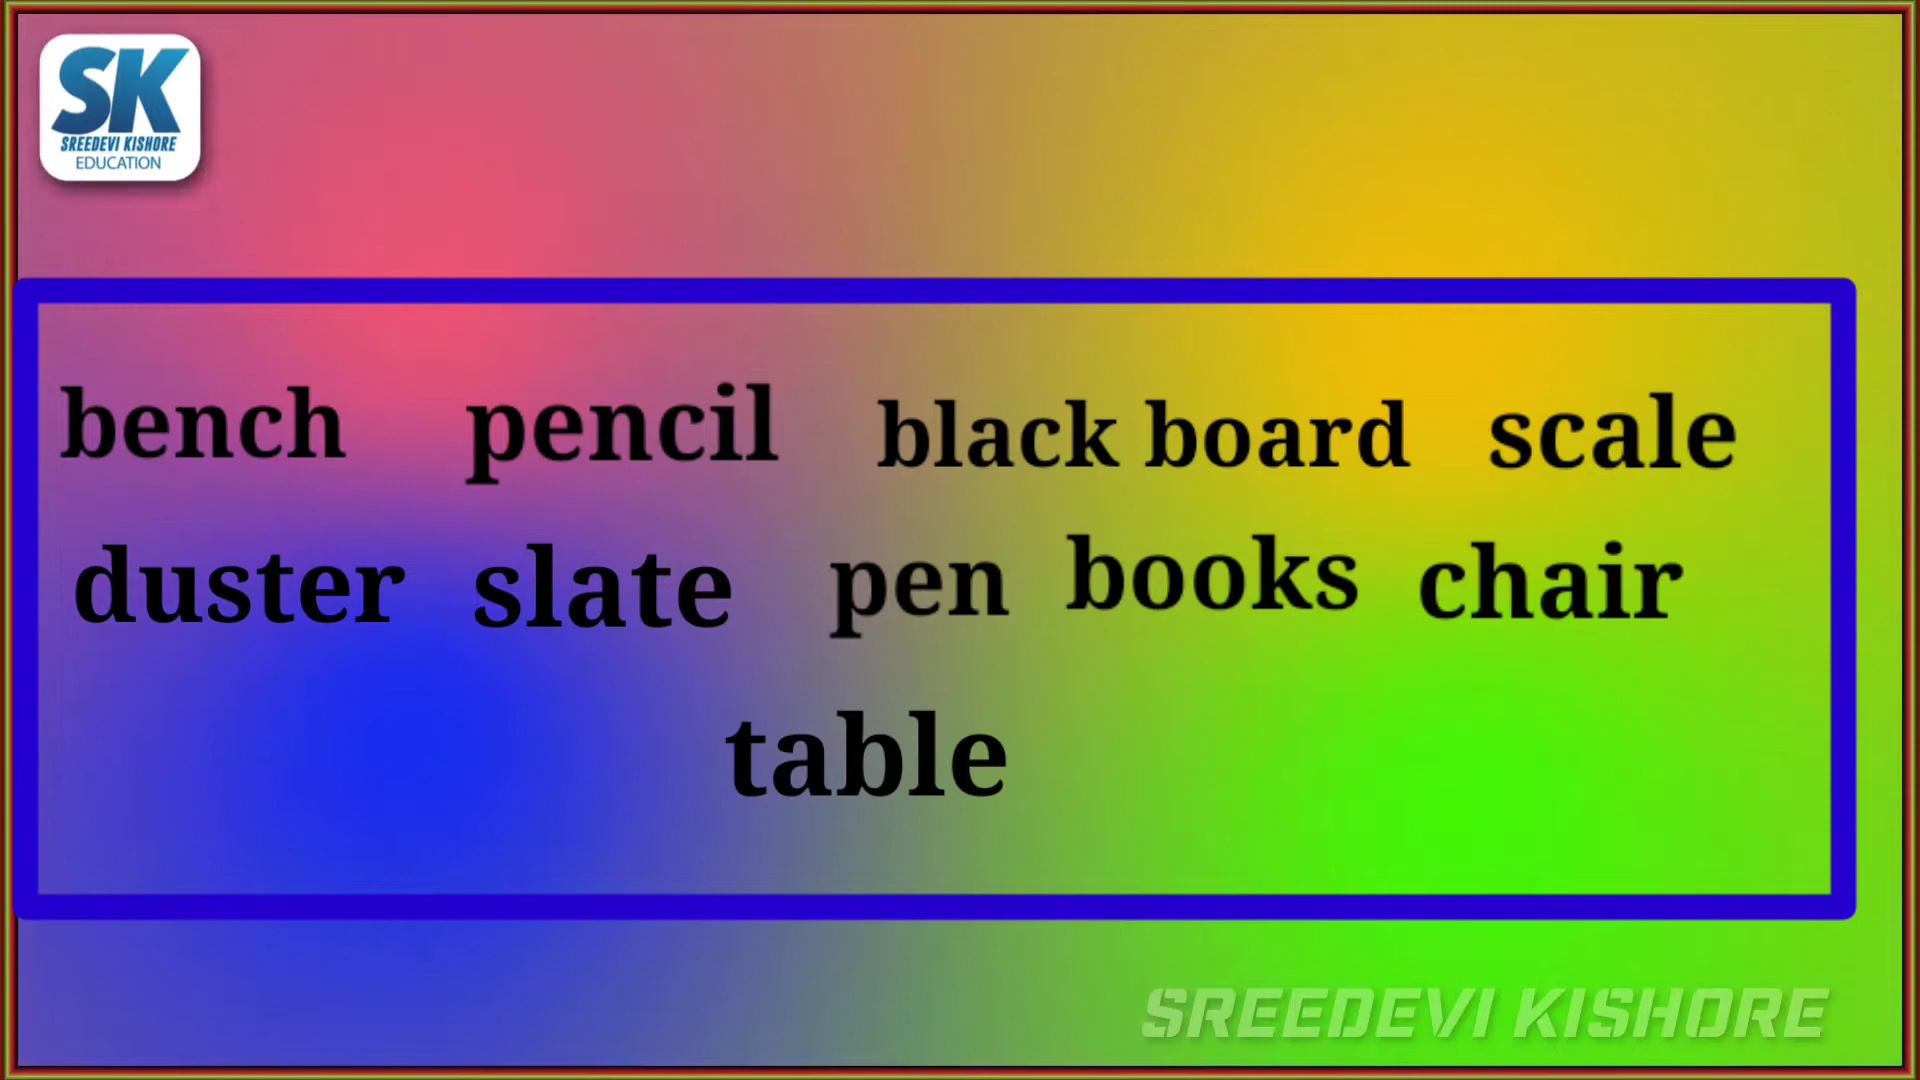 SK
SREEDEVI KISHORE
EDUCATION
bench pencil black board scale
duster slate pen books chair
table
SREEDEVI KISHORE